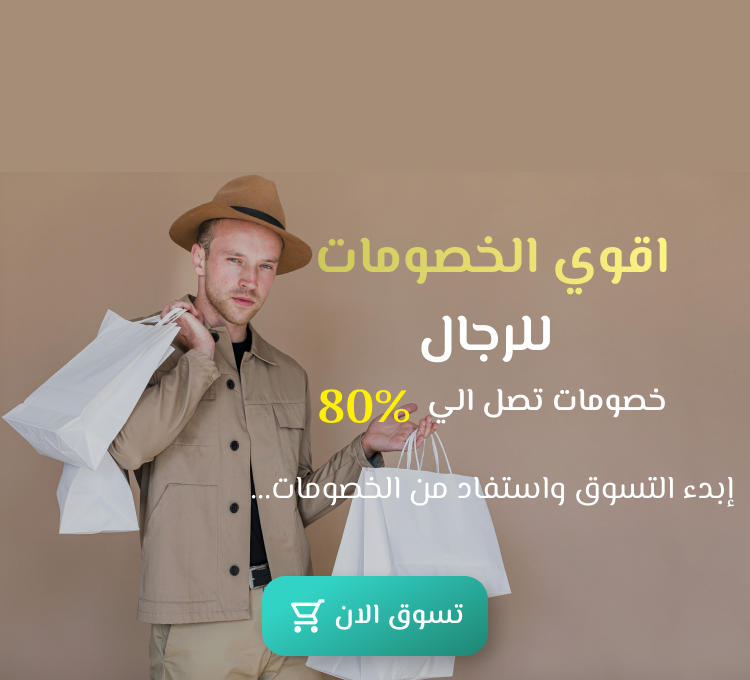 اقوي الخصومات
للرجال
خصومات تصل الي 80%
إبدء التسوق واستفاد من الخصومات...
تسوق الان